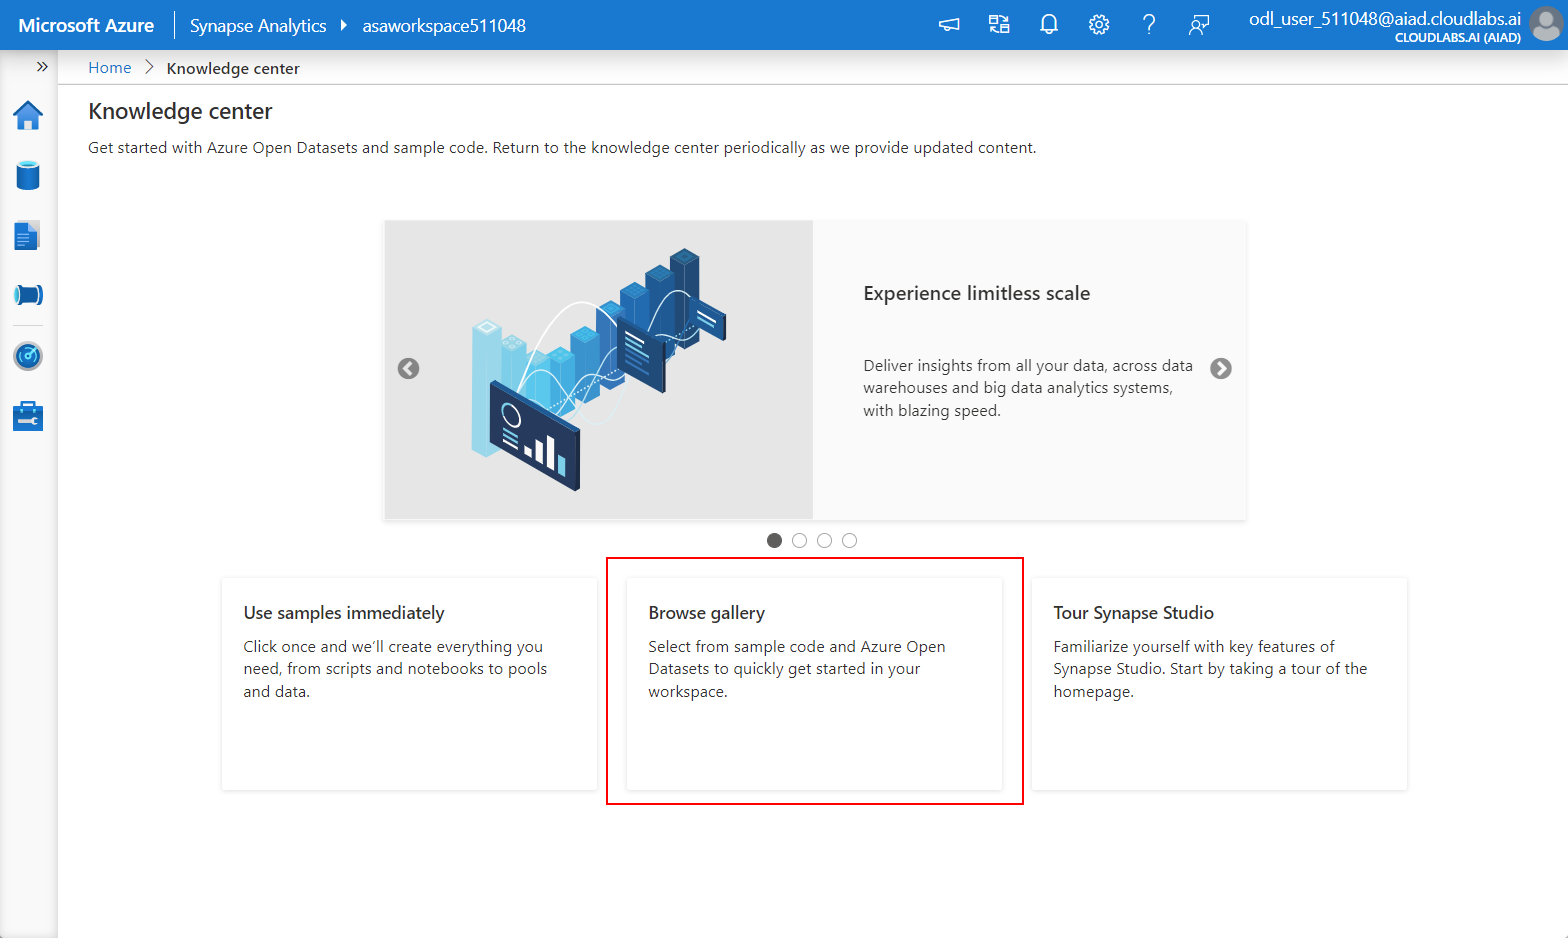 Microsoft Azure
Synapse Analytics
asaworkspace511048
odl_user_511048@aiad.cloudlabs.ai
CLOUDLABS.AI (AIAD)
Home
Knowledge center
Knowledge center
Get started with Azure Open Datasets and sample code. Return to the knowledge center periodically as we provide updated content.
Experience limitless scale
Deliver insights from all your data, across data
warehouses and big data analytics systems,
with blazing speed.
Use samples immediately
Click once and we’ll create everything you
need, from scripts and notebooks to pools
and data.
Browse gallery
Select from sample code and Azure Open
Datasets to quickly get started in your
workspace.
Tour Synapse Studio
Familiarize yourself with key features of
Synapse Studio. Start by taking a tour of the
homepage.